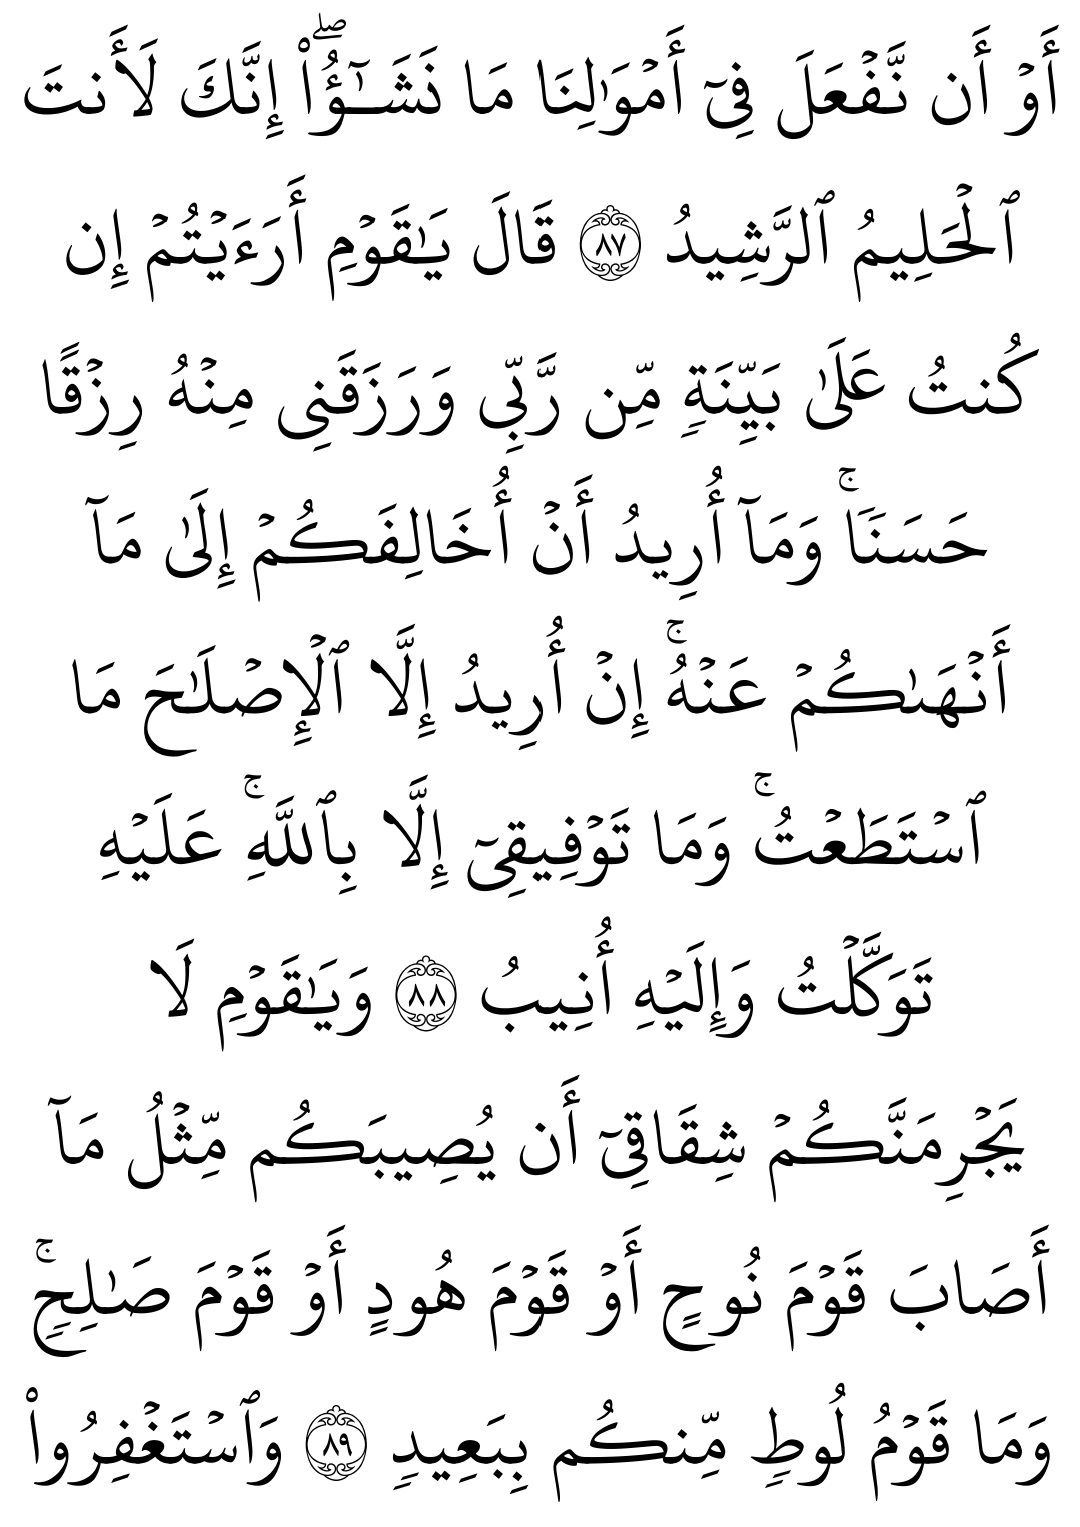 أَوْ أَن نَّفْعَلَ فِىٓ أَمْوَٰلِنَا مَا نَشَـٰٓؤُا۟ ۖ إِنَّكَ لَأَنتَ
ٱلْحَلِيمُ ٱلرَّشِيدُ ٨٧ قَالَ يَـٰقَوْمِ أَرَءَيْتُمْ إِن
كُنتُ عَلَىٰ بَيِّنَةٍ مِّن رَّبِّى وَرَزَقَنِى مِنْهُ رِزْقًا
حَسَنًا ۚ وَمَآ أُرِيدُ أَنْ أُخَالِفَكُمْ إِلَىٰ مَآ
أَنْهَىٰكُمْ عَنْهُ ۚ إِنْ أُرِيدُ إِلَّا ٱلْإِصْلَـٰحَ مَا
ٱسْتَطَعْتُ ۚ وَمَا تَوْفِيقِىٓ إِلَّا بِٱللَّهِ ۚ عَلَيْهِ
تَوَكَّلْتُ وَإِلَيْهِ أُنِيبُ ٨٨ وَيَـٰقَوْمِ لَا
يَجْرِمَنَّكُمْ شِقَاقِىٓ أَن يُصِيبَكُم مِّثْلُ مَآ
أَصَابَ قَوْمَ نُوحٍ أَوْ قَوْمَ هُودٍ أَوْ قَوْمَ صَـٰلِحٍ ۚ
وَمَا قَوْمُ لُوطٍ مِّنكُم بِبَعِيدٍ ٨٩ وَٱسْتَغْفِرُوا۟